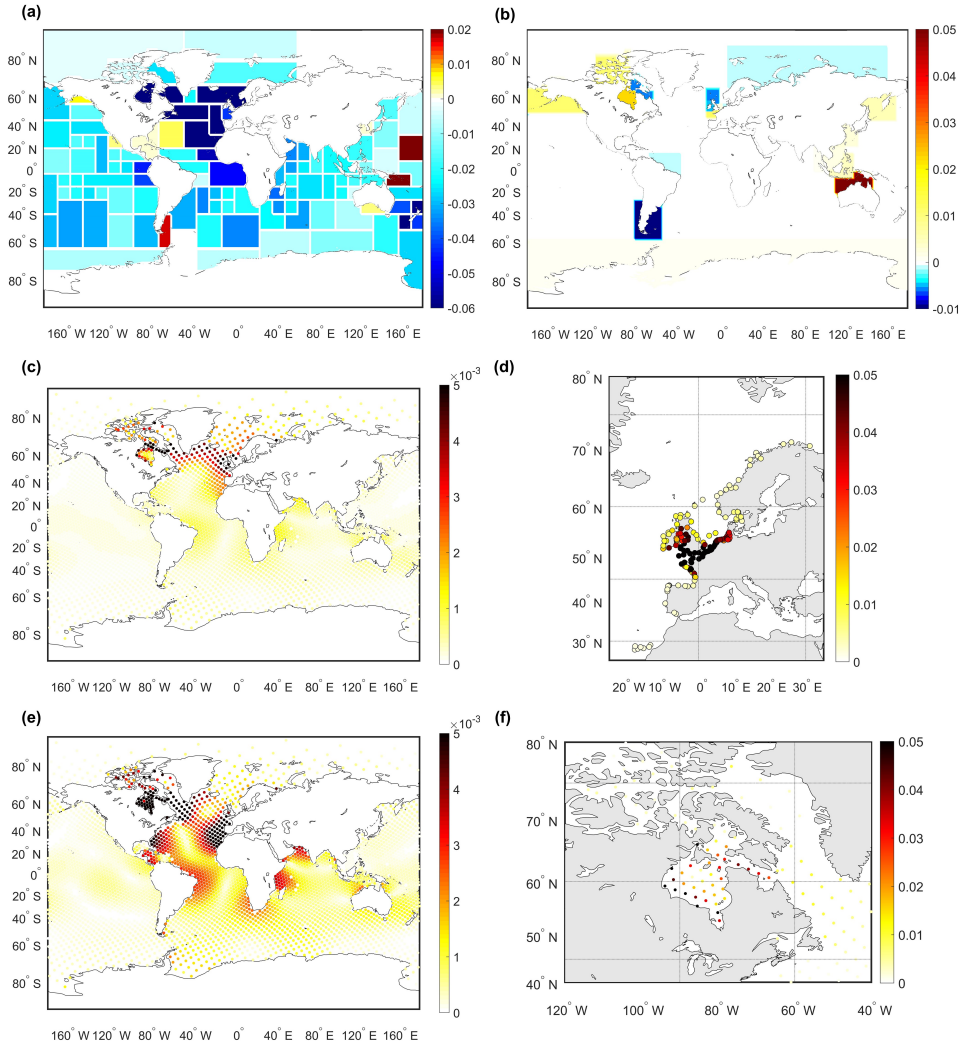 (a)
80° N
60° N
40° N
20° N
0°
20° S
40° S
60° S
80° S
160° W 120° W 80° W 40° W 0° 40° E 80° E 120° E 160° E
0.02
0.01
0
-0.01
-0.02
-0.03
-0.04
-0.05
-0.06
(b)
80° N
60° N
40° N
20° N
0°
20° S
40° S
60° S
80° S
160° W 120° W 80° W 40° W 0° 40° E 80° E 120° E 160° E
0.05
0.04
0.03
0.02
0.01
0
-0.01
(c)
×10⁻³
80° N
60° N
40° N
20° N
0°
20° S
40° S
60° S
80° S
160° W 120° W 80° W 40° W 0° 40° E 80° E 120° E 160° E
5
4
3
2
1
0
(d)
80° N
70° N
60° N
50° N
40° N
30° N
20° W 10° W 0° 10° E 20° E 30° E
0.05
0.04
0.03
0.02
0.01
0
(e)
×10⁻³
80° N
60° N
40° N
20° N
0°
20° S
40° S
60° S
80° S
160° W 120° W 80° W 40° W 0° 40° E 80° E 120° E 160° E
5
4
3
2
1
0
(f)
80° N
70° N
60° N
50° N
40° N
120° W 100° W 80° W 60° W 40° W
0.05
0.04
0.03
0.02
0.01
0